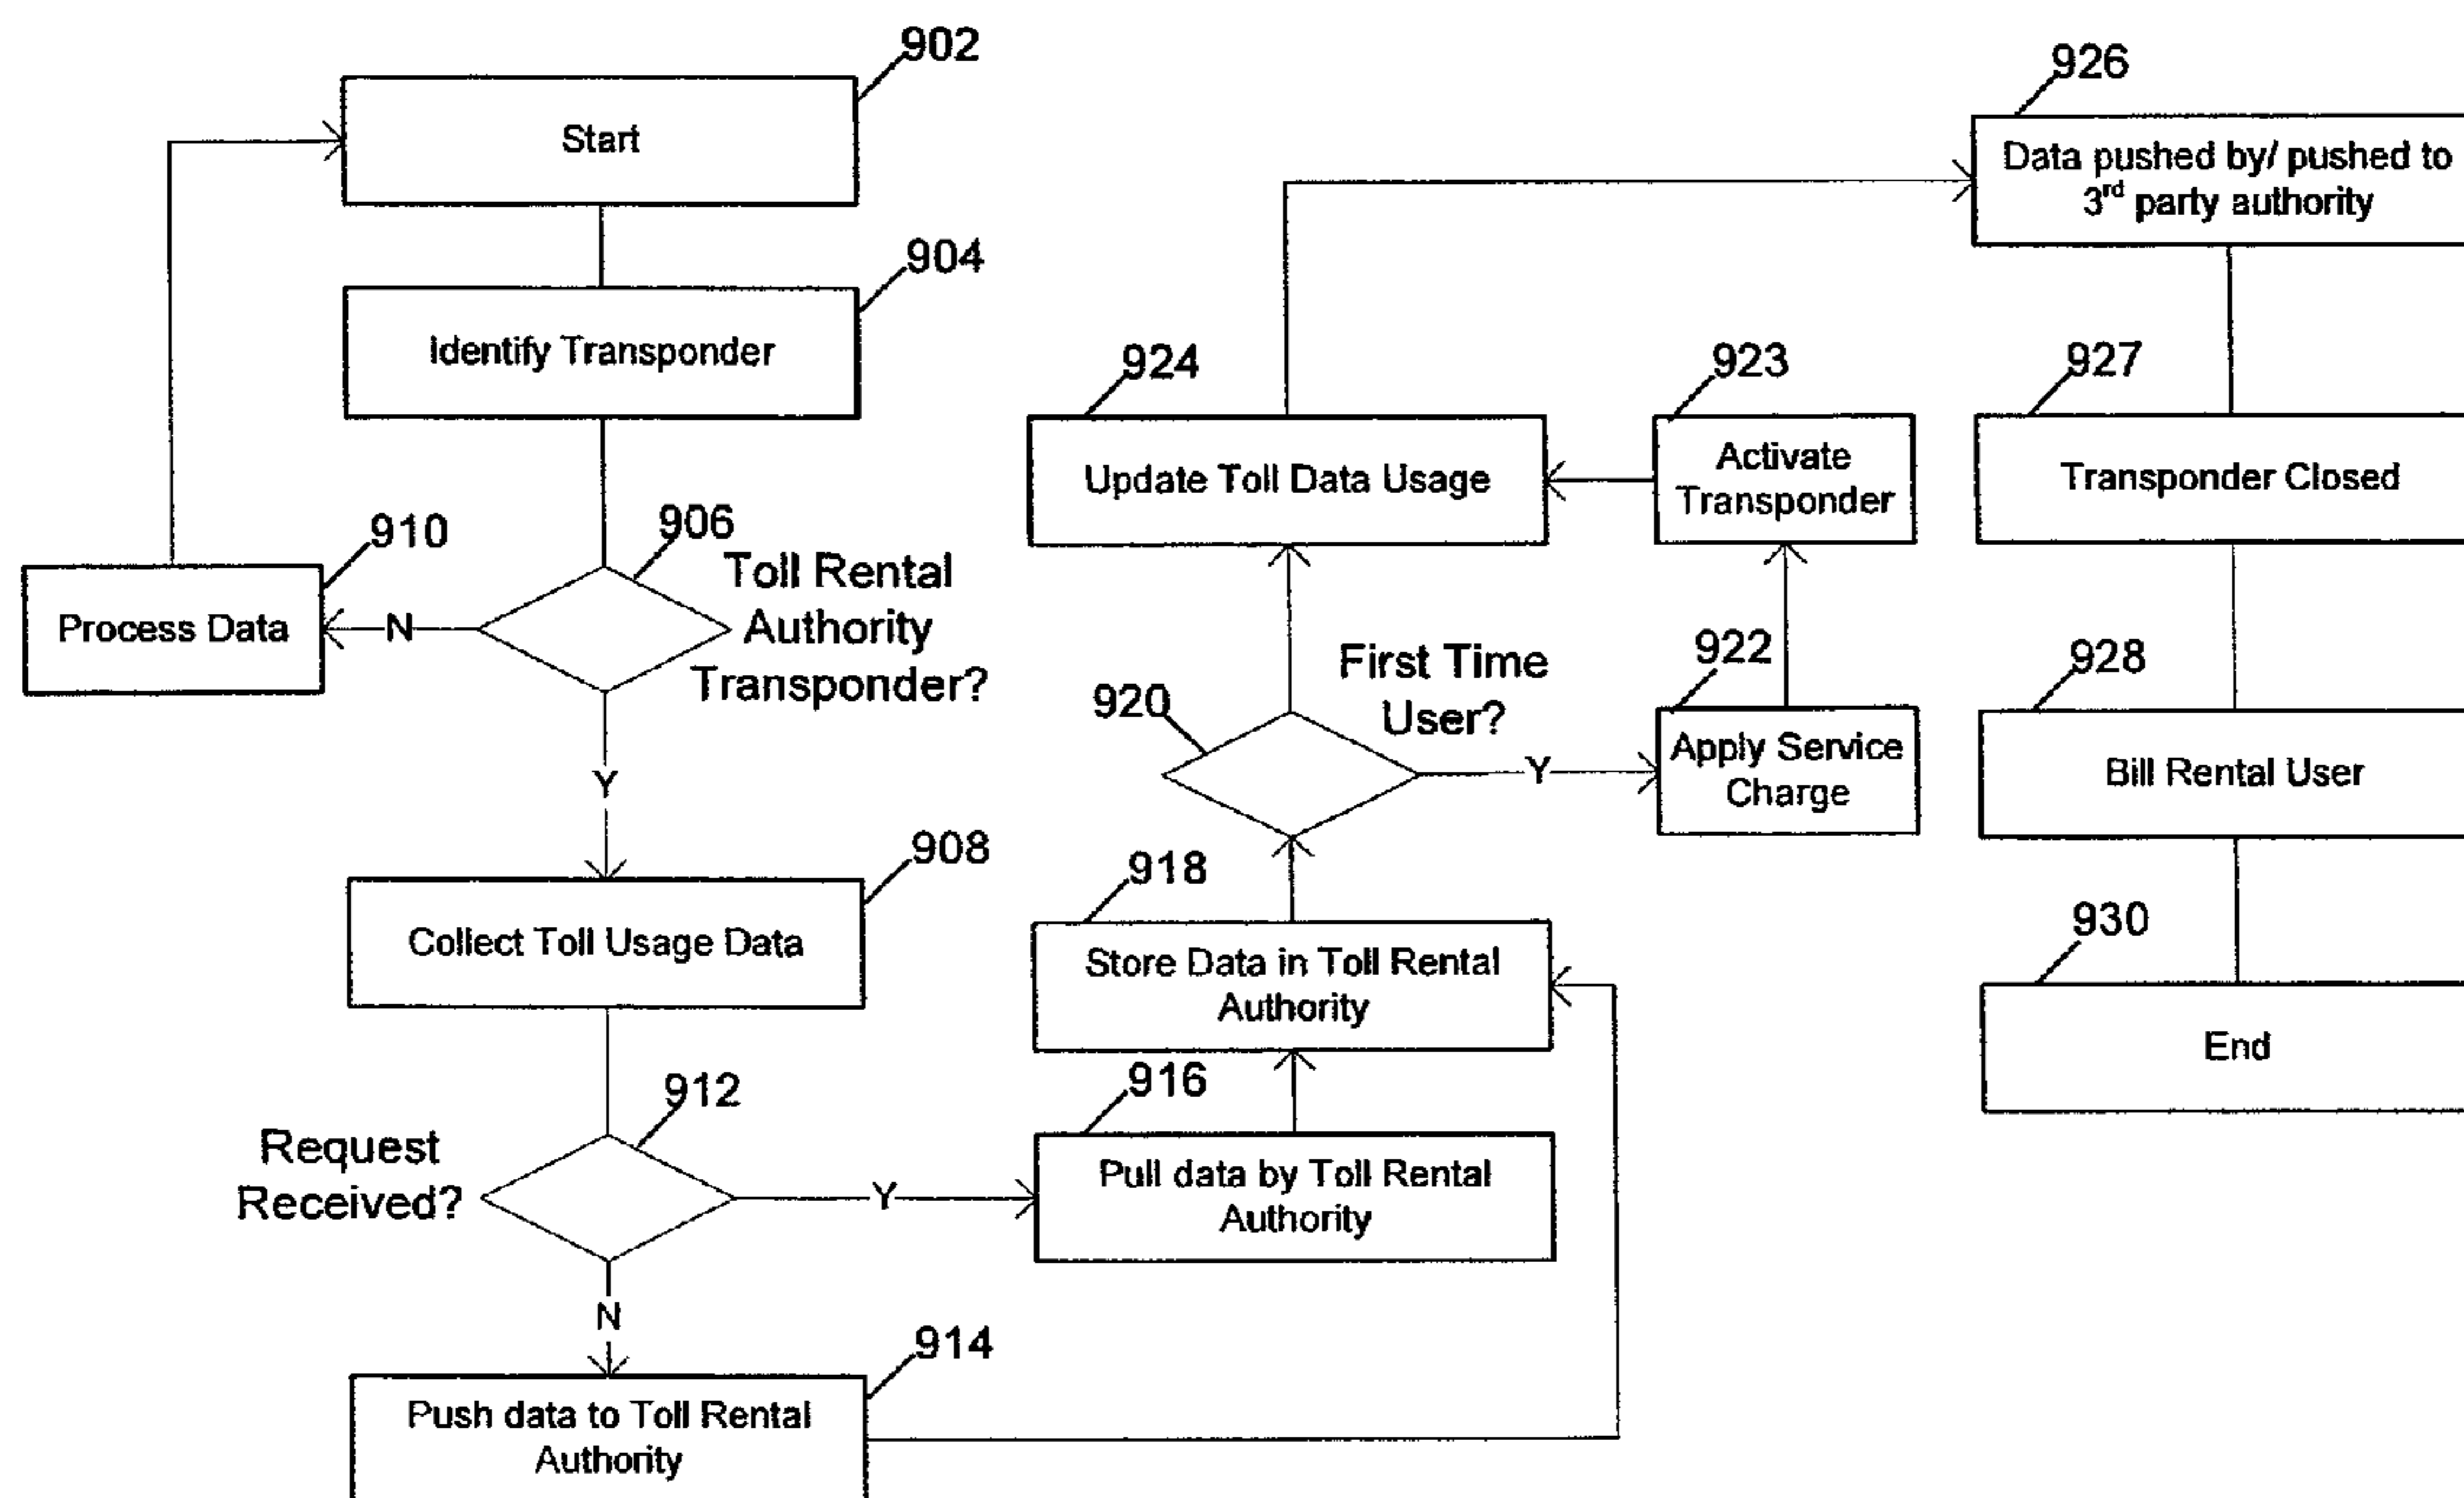 902
Start
904
Identify Transponder
906
Toll Rental
Authority
Transponder?
910
Process Data
N
Y
908
Collect Toll Usage Data
912
Request
Received?
Y
N
914
Push data to Toll Rental
Authority
916
Pull data by Toll Rental
Authority
918
Store Data in Toll Rental
Authority
920
First Time
User?
Y
922
Apply Service
Charge
923
Activate
Transponder
924
Update Toll Data Usage
926
Data pushed by/ pushed to
3rd party authority
927
Transponder Closed
928
Bill Rental User
930
End